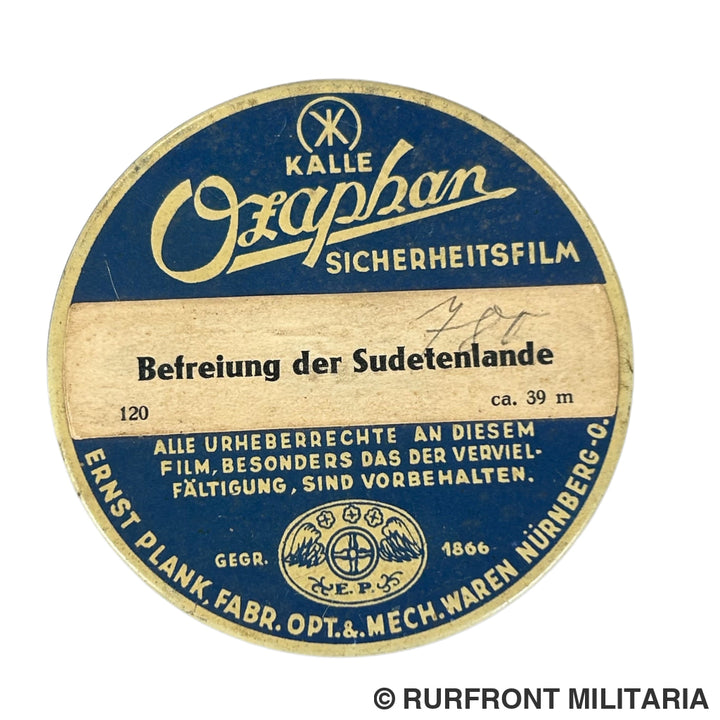 KALLE
Ozaphan
SICHERHEITSFILM
780
Befreiung der Sudetenlande
120 ca. 39 m
ALLE URHEBERRECHTE AN DIESEM
FILM, BESONDERS DAS DER VERVIEL-
FÄLTIGUNG, SIND VORBEHALTEN.
GEGR. 1866
E.P.
ERNST PLANK, FABR. OPT. & MECH. WAREN NÜRNBERG-O.
© RURFRONT MILITARIA